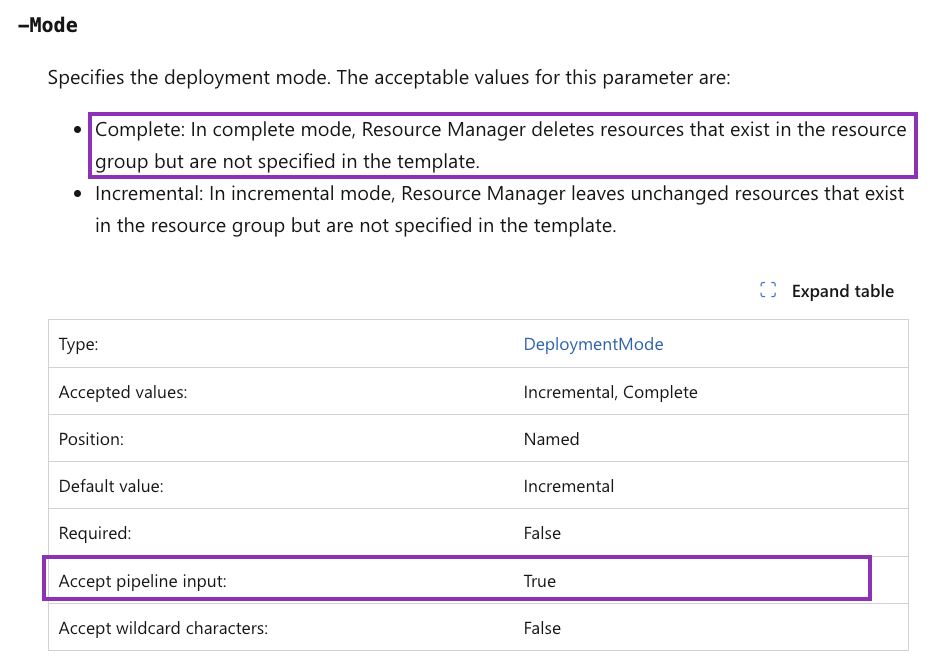 –Mode
Specifies the deployment mode. The acceptable values for this parameter are:
• Complete: In complete mode, Resource Manager deletes resources that exist in the resource
group but are not specified in the template.
• Incremental: In incremental mode, Resource Manager leaves unchanged resources that exist
in the resource group but are not specified in the template.
Expand table
Type: DeploymentMode
Accepted values: Incremental, Complete
Position: Named
Default value: Incremental
Required: False
Accept pipeline input: True
Accept wildcard characters: False